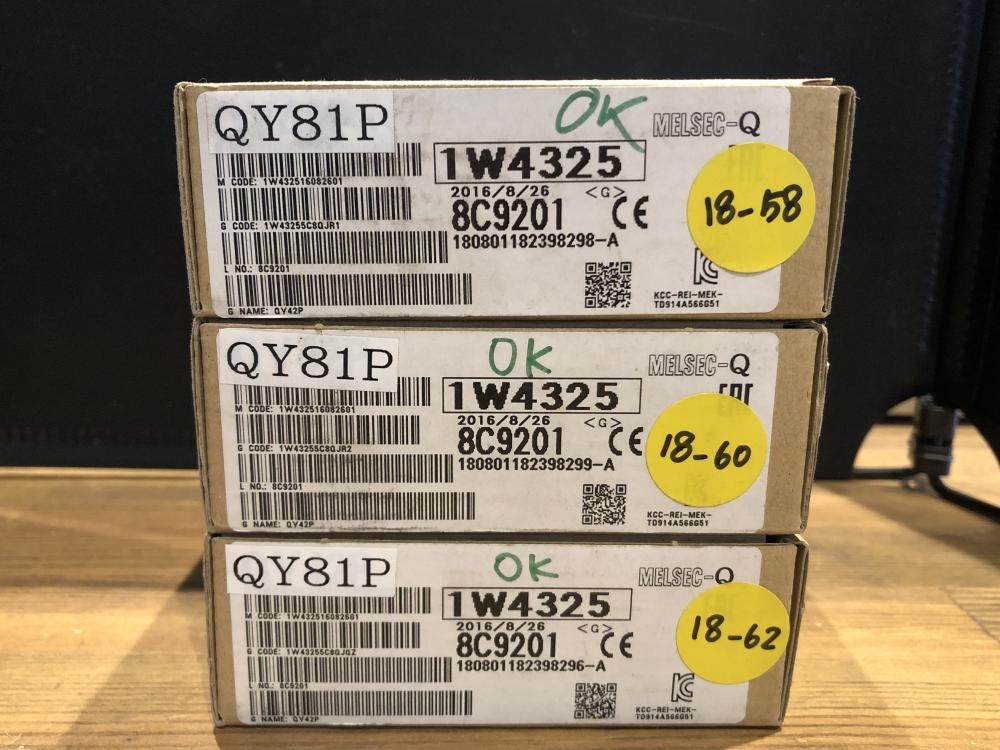 QY81P
OK
MELSEC-Q
1W4325
M CODE: 1W432516082601
2016/8/26 <G>
8C9201 CE
18-58
G CODE: 1W43255C8QJR1
180801182398298-A
L NO.: 8C9201
KCC-REI-MEK-
TD914A566G51
G NAME: QY42P
QY81P
OK
MELSEC-Q
EAC
1W4325
M CODE: 1W432516082601
2016/8/26 <G>
8C9201 CE
18-60
G CODE: 1W43255C8QJR2
180801182398299-A
L NO.: 8C9201
KCC-REI-MEK-
TD914A566G51
G NAME: QY42P
QY81P
OK
MELSEC-Q
1W4325
M CODE: 1W432516082601
2016/8/26 <G>
8C9201 CE
18-62
G CODE: 1W43255C8QJQZ
180801182398296-A
L NO.: 8C9201
KCC-REI-MEK-
TD914A566G51
G NAME: QY42P